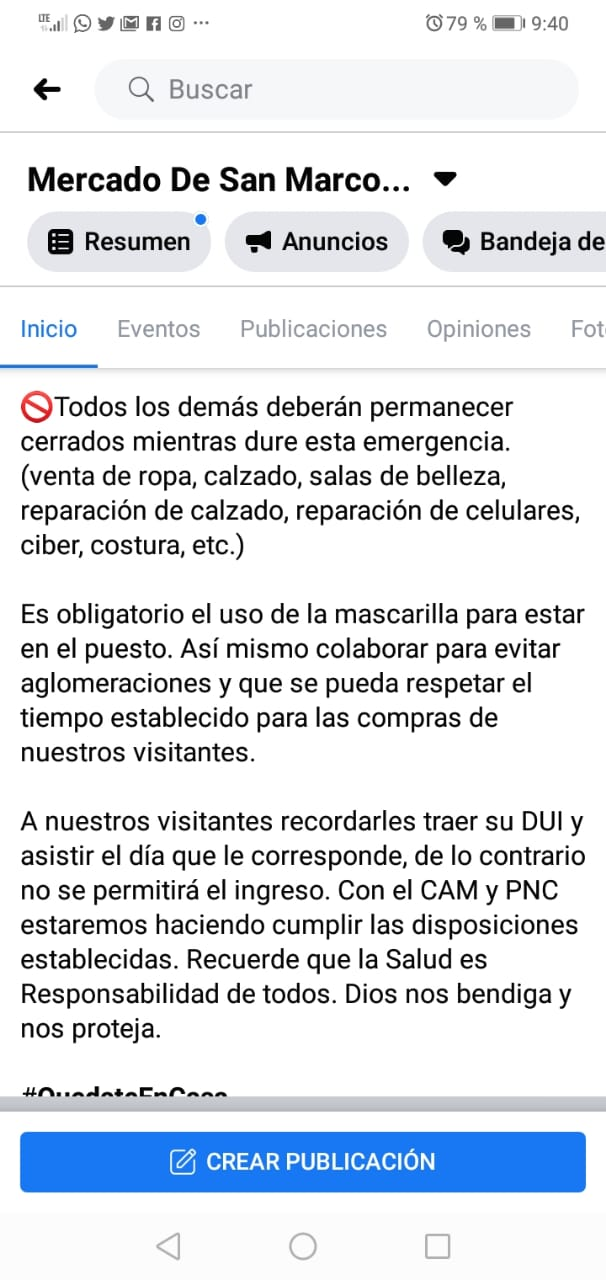 LTE 79 % 9:40
Buscar
Mercado De San Marco...
Resumen Anuncios Bandeja de
Inicio Eventos Publicaciones Opiniones Fot
🚫Todos los demás deberán permanecer
cerrados mientras dure esta emergencia.
(venta de ropa, calzado, salas de belleza,
reparación de calzado, reparación de celulares,
ciber, costura, etc.)
Es obligatorio el uso de la mascarilla para estar
en el puesto. Así mismo colaborar para evitar
aglomeraciones y que se pueda respetar el
tiempo establecido para las compras de
nuestros visitantes.
A nuestros visitantes recordarles traer su DUI y
asistir el día que le corresponde, de lo contrario
no se permitirá el ingreso. Con el CAM y PNC
estaremos haciendo cumplir las disposiciones
establecidas. Recuerde que la Salud es
Responsabilidad de todos. Dios nos bendiga y
nos proteja.
#QuedateEnCasa
CREAR PUBLICACIÓN